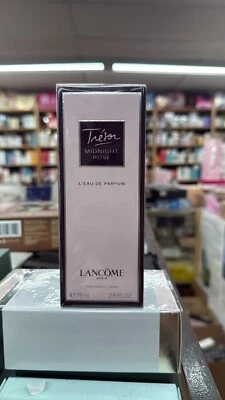 Trésor
MIDNIGHT
ROSE
L'EAU DE PARFUM
LANCÔME
PARIS
e 75 ml 2.5 FL.OZ